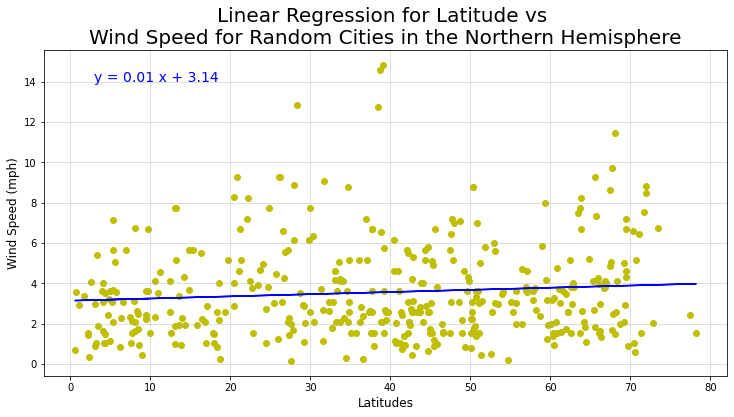 Linear Regression for Latitude vs
Wind Speed for Random Cities in the Northern Hemisphere
y = 0.01 x + 3.14
Wind Speed (mph)
14
12
10
8
6
4
2
0
0 10 20 30 40 50 60 70 80
Latitudes